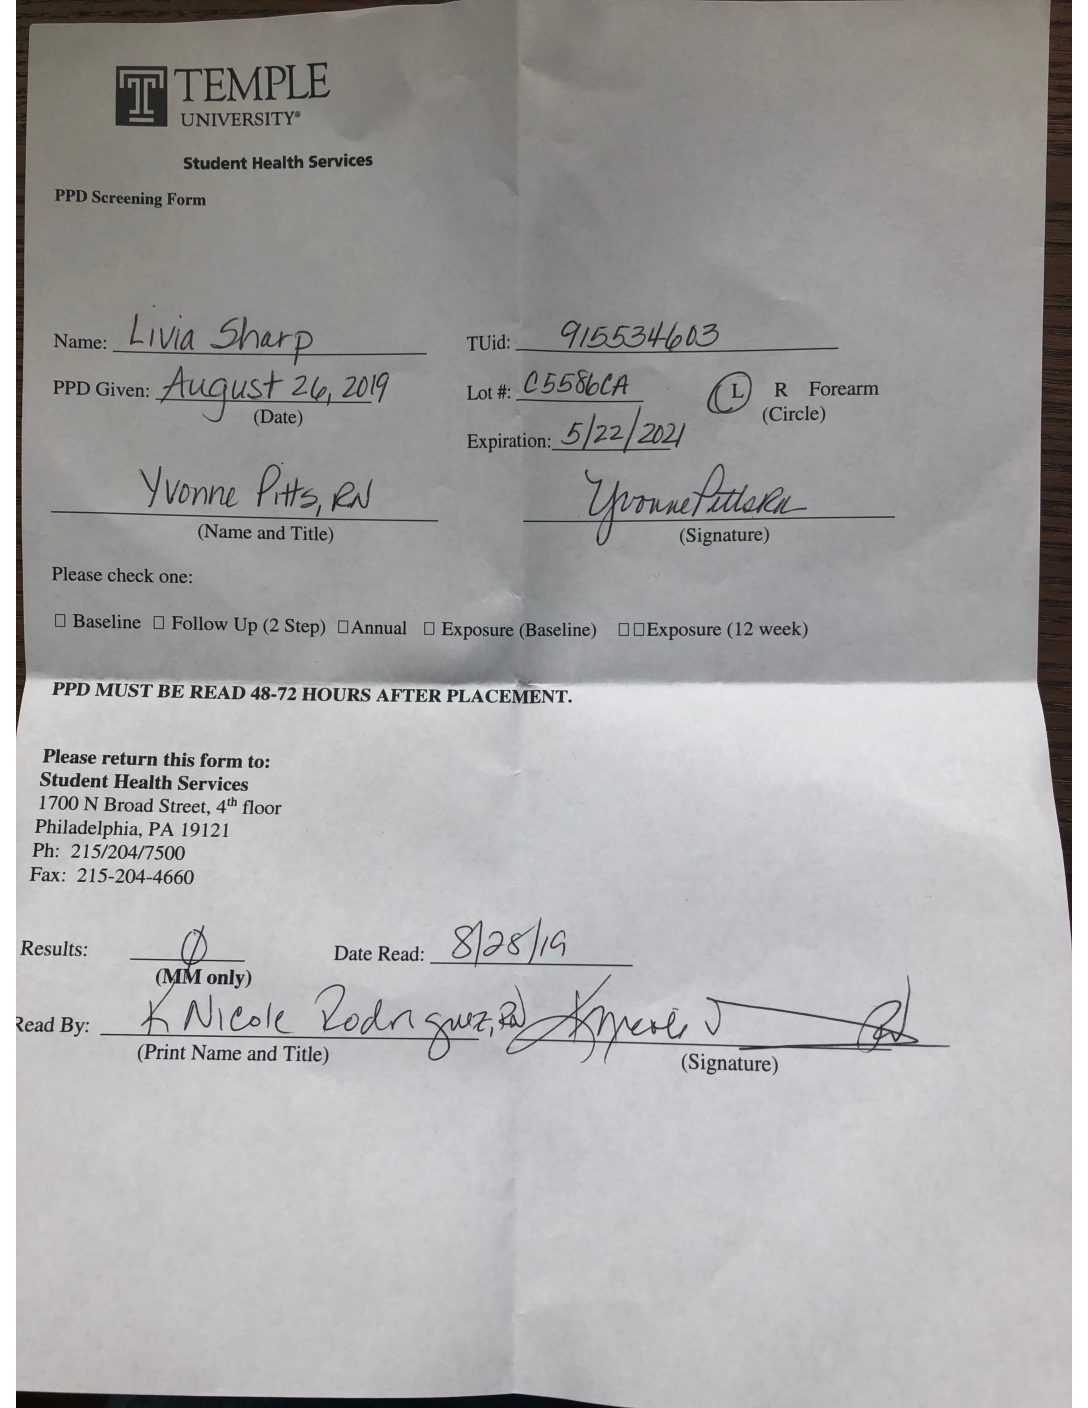 TEMPLE
UNIVERSITY®
Student Health Services
PPD Screening Form
Name: Livia Sharp TUid: 915534603
PPD Given: August 26, 2019 Lot #: C5586CA L R Forearm
(Date) (Circle)
Expiration: 5/22/2021
Yvonne Pitts, RN Yvonne Pitts RN
(Name and Title) (Signature)
Please check one:
☐ Baseline ☐ Follow Up (2 Step) ☐Annual ☐ Exposure (Baseline) ☐☐Exposure (12 week)
PPD MUST BE READ 48-72 HOURS AFTER PLACEMENT.
Please return this form to:
Student Health Services
1700 N Broad Street, 4th floor
Philadelphia, PA 19121
Ph: 215/204/7500
Fax: 215-204-4660
Results: 0 Date Read: 8/28/19
(MM only)
Read By: K Nicole Rodriguez, RN RN
(Print Name and Title) (Signature)